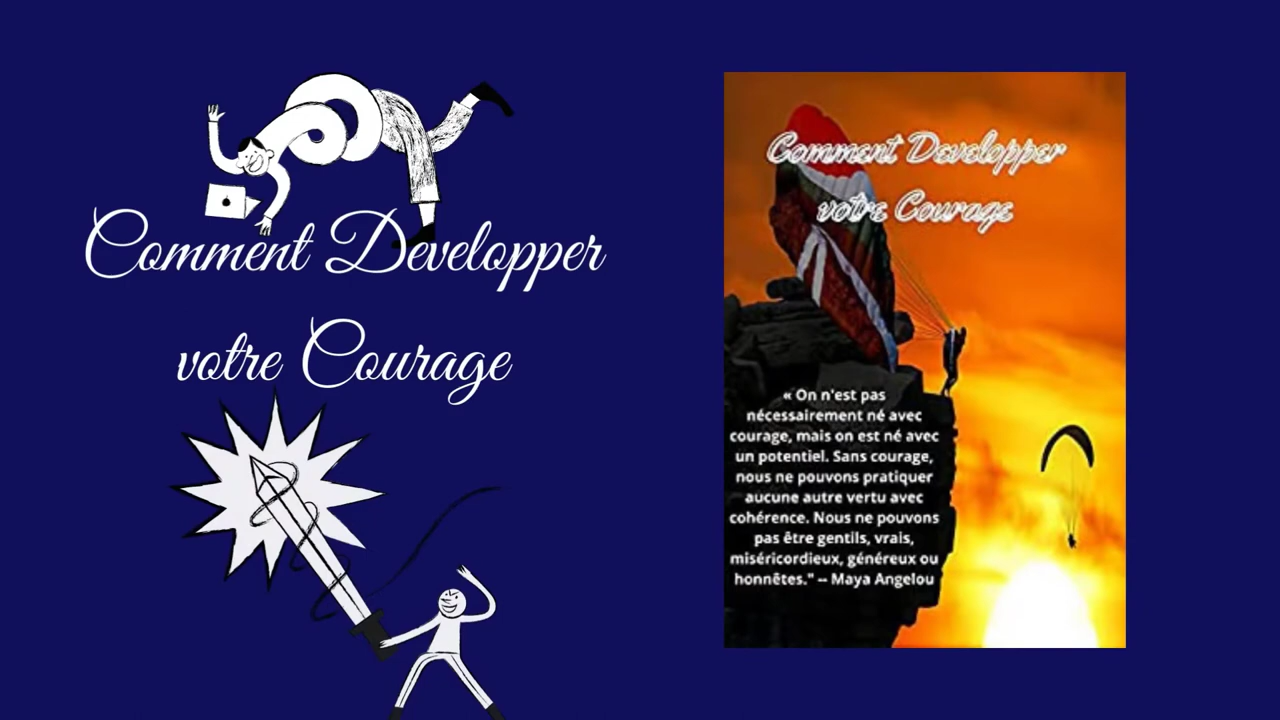 Comment Developper
votre Courage
Comment Developper
votre Courage
« On n'est pas
nécessairement né avec
courage, mais on est né avec
un potentiel. Sans courage,
nous ne pouvons pratiquer
aucune autre vertu avec
cohérence. Nous ne pouvons
pas être gentils, vrais,
miséricordieux, généreux ou
honnêtes." -- Maya Angelou